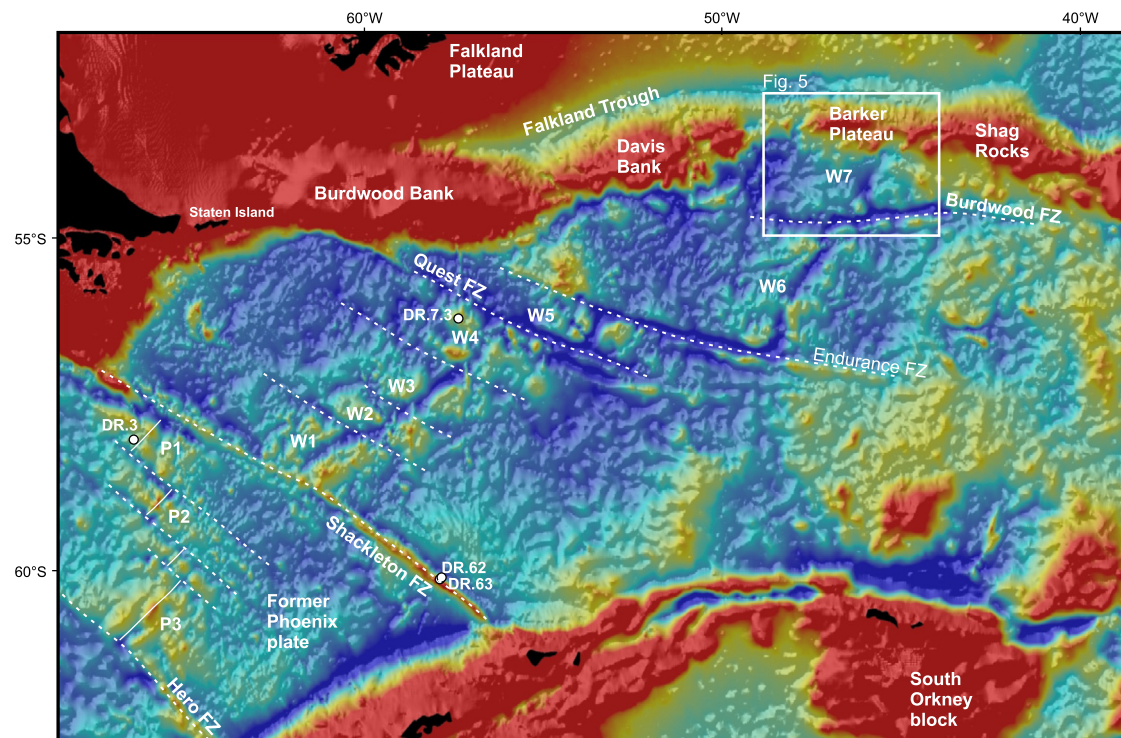 60°W
50°W
40°W
Falkland
Plateau
Fig. 5
Falkland Trough
Barker
Plateau
Shag
Rocks
Davis
Bank
W7
Burdwood Bank
Burdwood FZ
Staten Island
55°S
Quest FZ
W6
DR.7.3
W5
W4
Endurance FZ
W3
W2
DR.3
W1
P1
P2
Shackleton FZ
DR.62
60°S
DR.63
Former
Phoenix
plate
P3
Hero FZ
South
Orkney
block